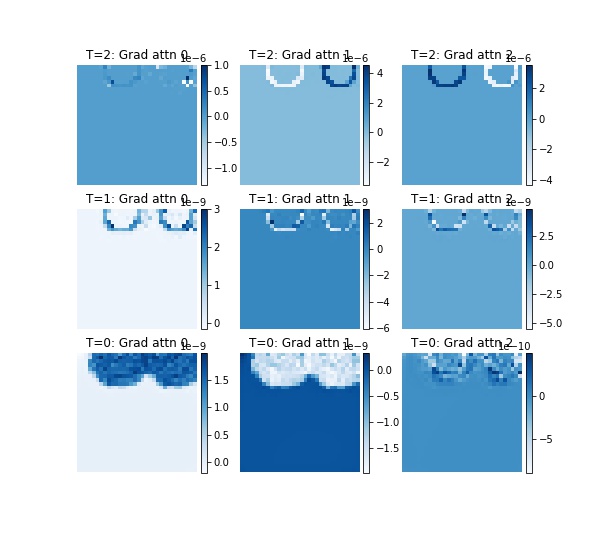 T=2: Grad attn 0
1e-6
1.0
0.5
0.0
−0.5
−1.0
T=2: Grad attn 1
1e-6
4
2
0
−2
T=2: Grad attn 2
1e-6
2
0
−2
−4
T=1: Grad attn 0
1e-9
3
2
1
0
T=1: Grad attn 1
1e-9
2
0
−2
−4
−6
T=1: Grad attn 2
1e-9
2.5
0.0
−2.5
−5.0
T=0: Grad attn 0
1e-9
1.5
1.0
0.5
0.0
T=0: Grad attn 1
1e-9
0.0
−0.5
−1.0
−1.5
T=0: Grad attn 2
1e-10
0
−5